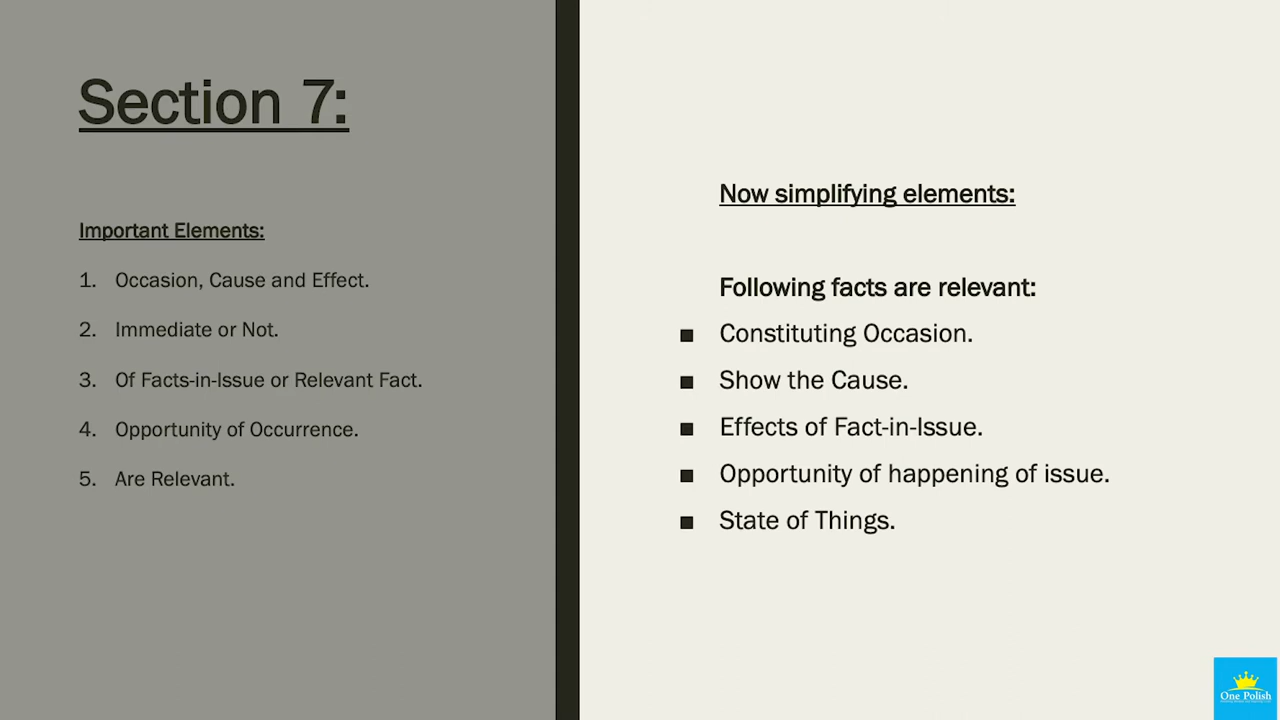 Section 7:
Important Elements:
1. Occasion, Cause and Effect.
2. Immediate or Not.
3. Of Facts-in-Issue or Relevant Fact.
4. Opportunity of Occurrence.
5. Are Relevant.
Now simplifying elements:
Following facts are relevant:
■ Constituting Occasion.
■ Show the Cause.
■ Effects of Fact-in-Issue.
■ Opportunity of happening of issue.
■ State of Things.
One Polish